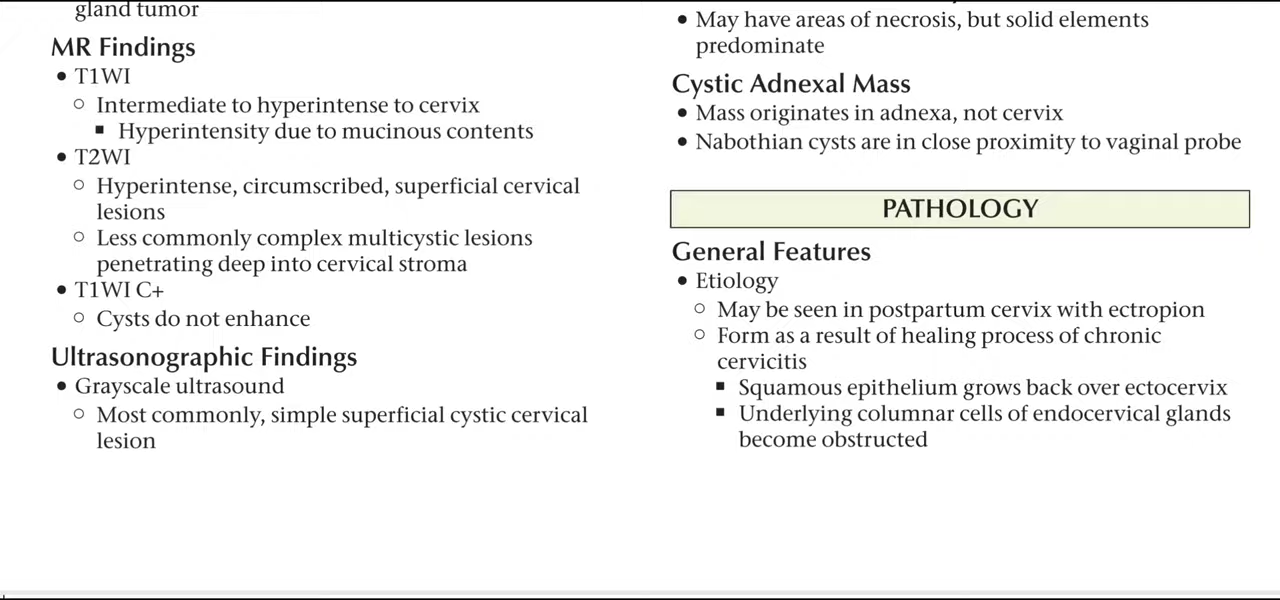 gland tumor
MR Findings
• T1WI
○ Intermediate to hyperintense to cervix
▪ Hyperintensity due to mucinous contents
• T2WI
○ Hyperintense, circumscribed, superficial cervical
lesions
○ Less commonly complex multicystic lesions
penetrating deep into cervical stroma
• T1WI C+
○ Cysts do not enhance
Ultrasonographic Findings
• Grayscale ultrasound
○ Most commonly, simple superficial cystic cervical
lesion
• May have areas of necrosis, but solid elements
predominate
Cystic Adnexal Mass
• Mass originates in adnexa, not cervix
• Nabothian cysts are in close proximity to vaginal probe
PATHOLOGY
General Features
• Etiology
○ May be seen in postpartum cervix with ectropion
○ Form as a result of healing process of chronic
cervicitis
▪ Squamous epithelium grows back over ectocervix
▪ Underlying columnar cells of endocervical glands
become obstructed